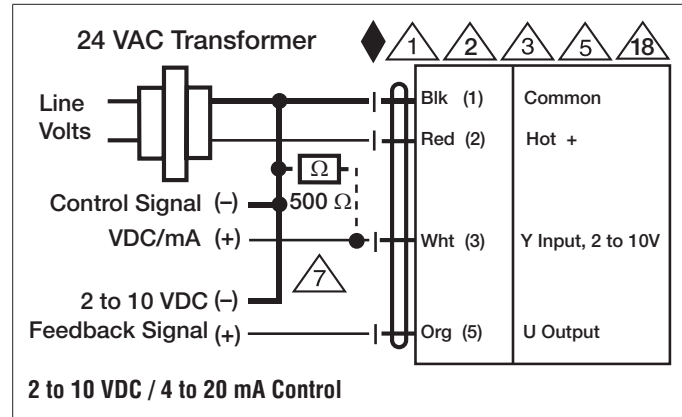 24 VAC Transformer
1 2 3 5 18
Line
Volts
Blk (1) Common
Red (2) Hot +
Ω
500 Ω
Control Signal (–)
VDC/mA (+)
Wht (3) Y Input, 2 to 10V
7
2 to 10 VDC (–)
Feedback Signal (+)
Org (5) U Output
2 to 10 VDC / 4 to 20 mA Control